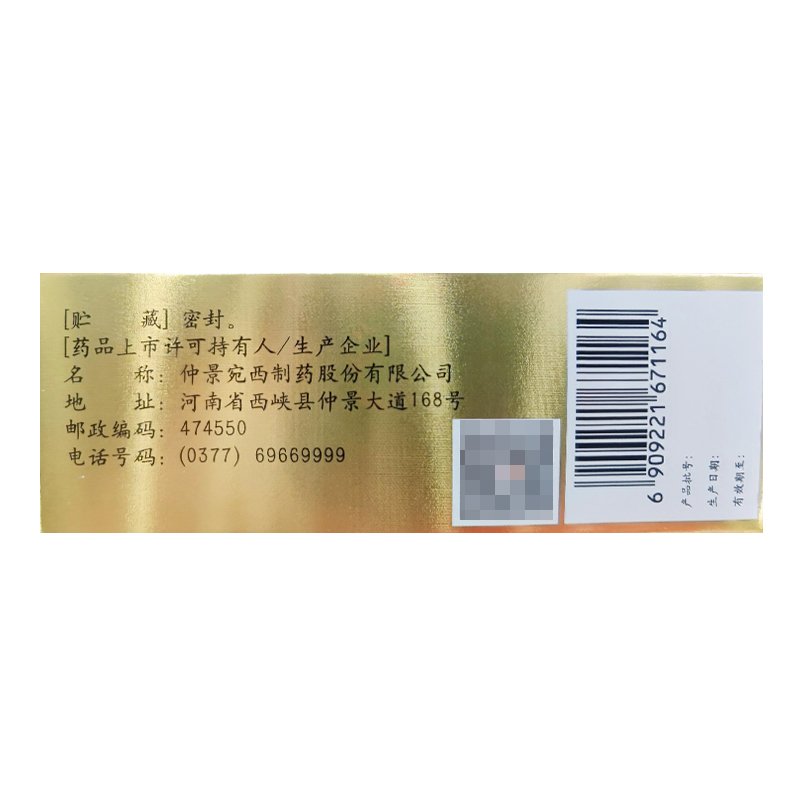 [贮 藏] 密封。
[药品上市许可持有人/生产企业]
名 称: 仲景宛西制药股份有限公司
地 址: 河南省西峡县仲景大道168号
邮政编码: 474550
电话号码: (0377) 69669999
6 909221 671164
产品批号:
生产日期:
有效期至: